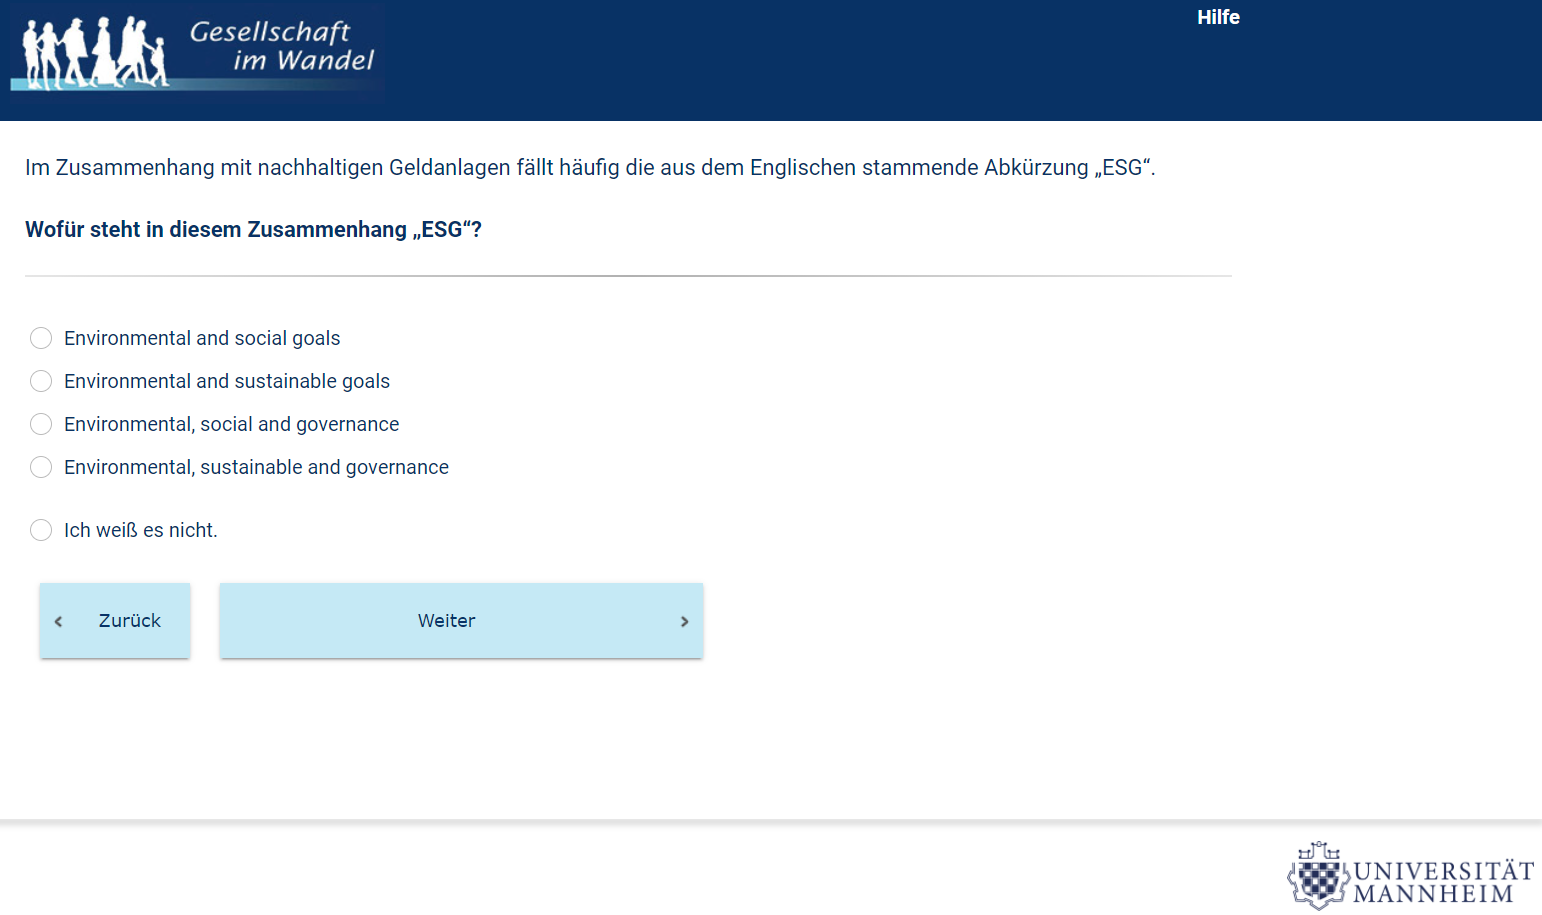 Gesellschaft
im Wandel
Hilfe
Im Zusammenhang mit nachhaltigen Geldanlagen fällt häufig die aus dem Englischen stammende Abkürzung „ESG“.
Wofür steht in diesem Zusammenhang „ESG“?
Environmental and social goals
Environmental and sustainable goals
Environmental, social and governance
Environmental, sustainable and governance
Ich weiß es nicht.
Zurück
Weiter
UNIVERSITÄT
MANNHEIM